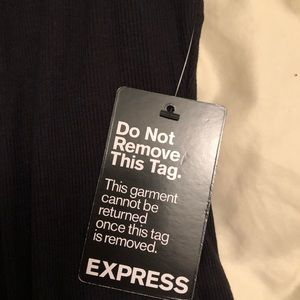 Do Not
Remove
This Tag.
This garment
cannot be
returned
once this tag
is removed.
EXPRESS